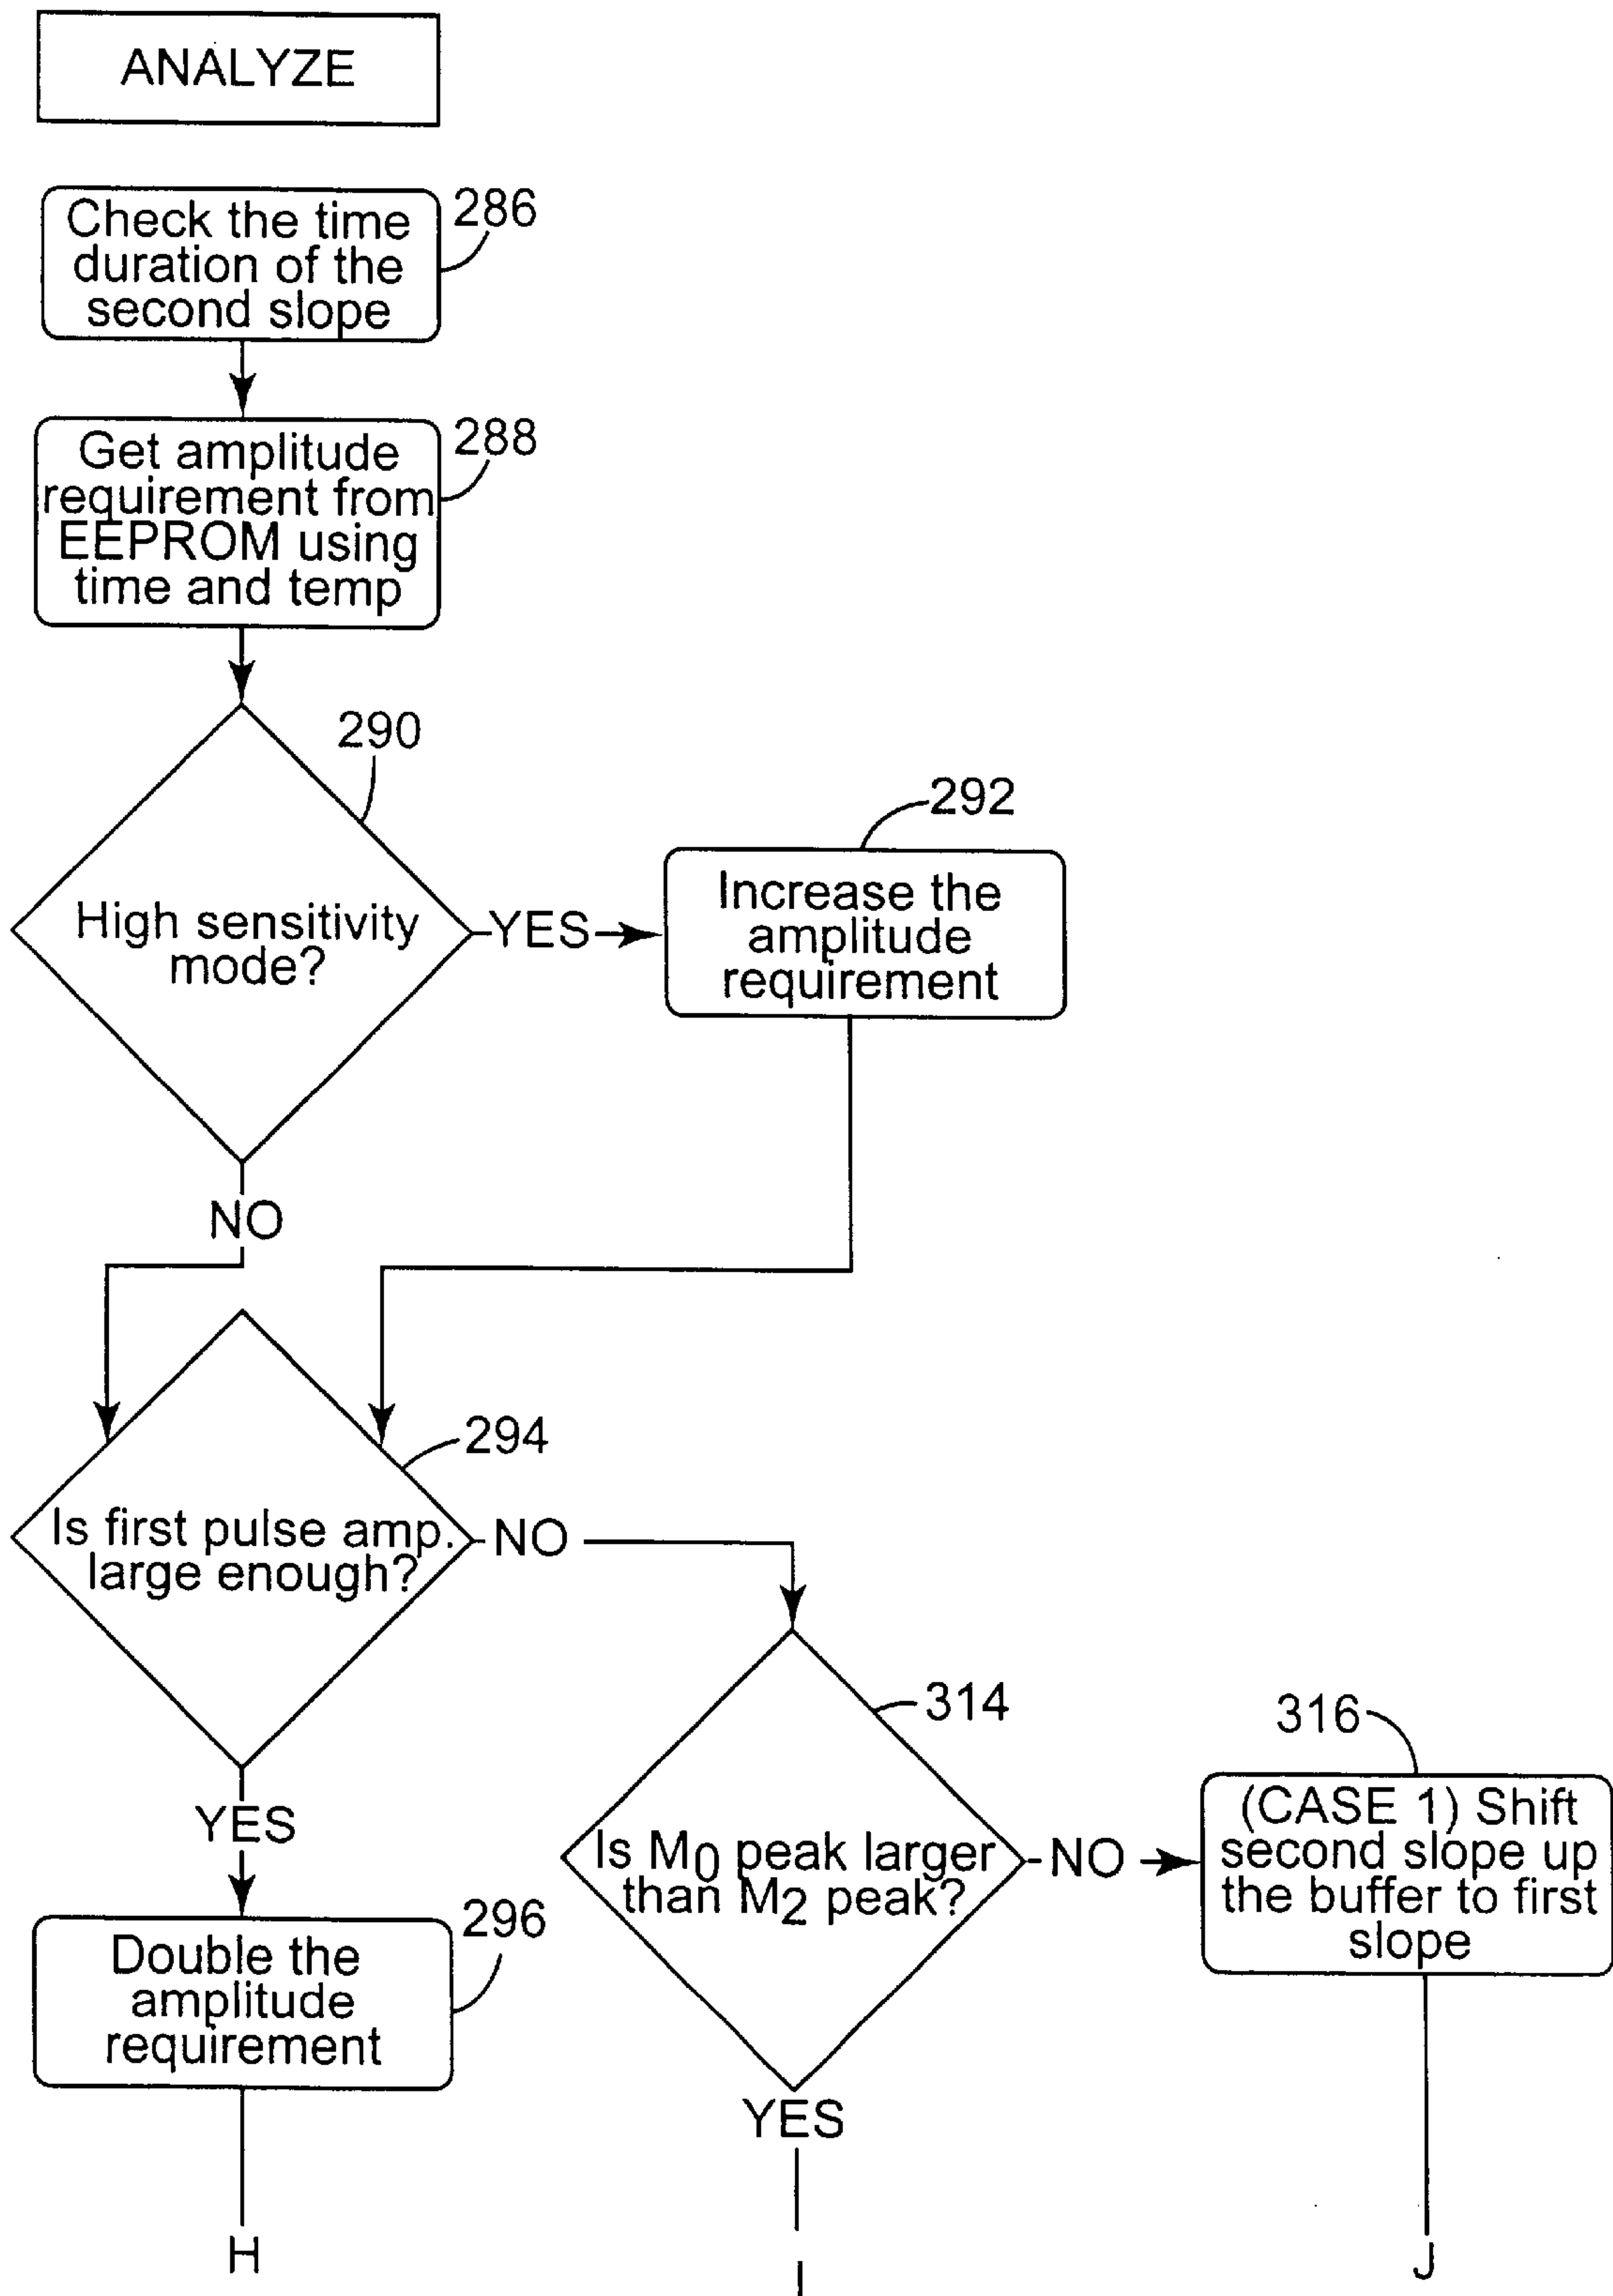 ANALYZE
Check the time
duration of the
second slope
286
Get amplitude
requirement from
EEPROM using
time and temp
288
290
High sensitivity
mode?
YES
292
Increase the
amplitude
requirement
NO
294
Is first pulse amp.
large enough?
NO
314
Is M0 peak larger
than M2 peak?
NO
316
(CASE 1) Shift
second slope up
the buffer to first
slope
YES
296
Double the
amplitude
requirement
YES
H
I
J